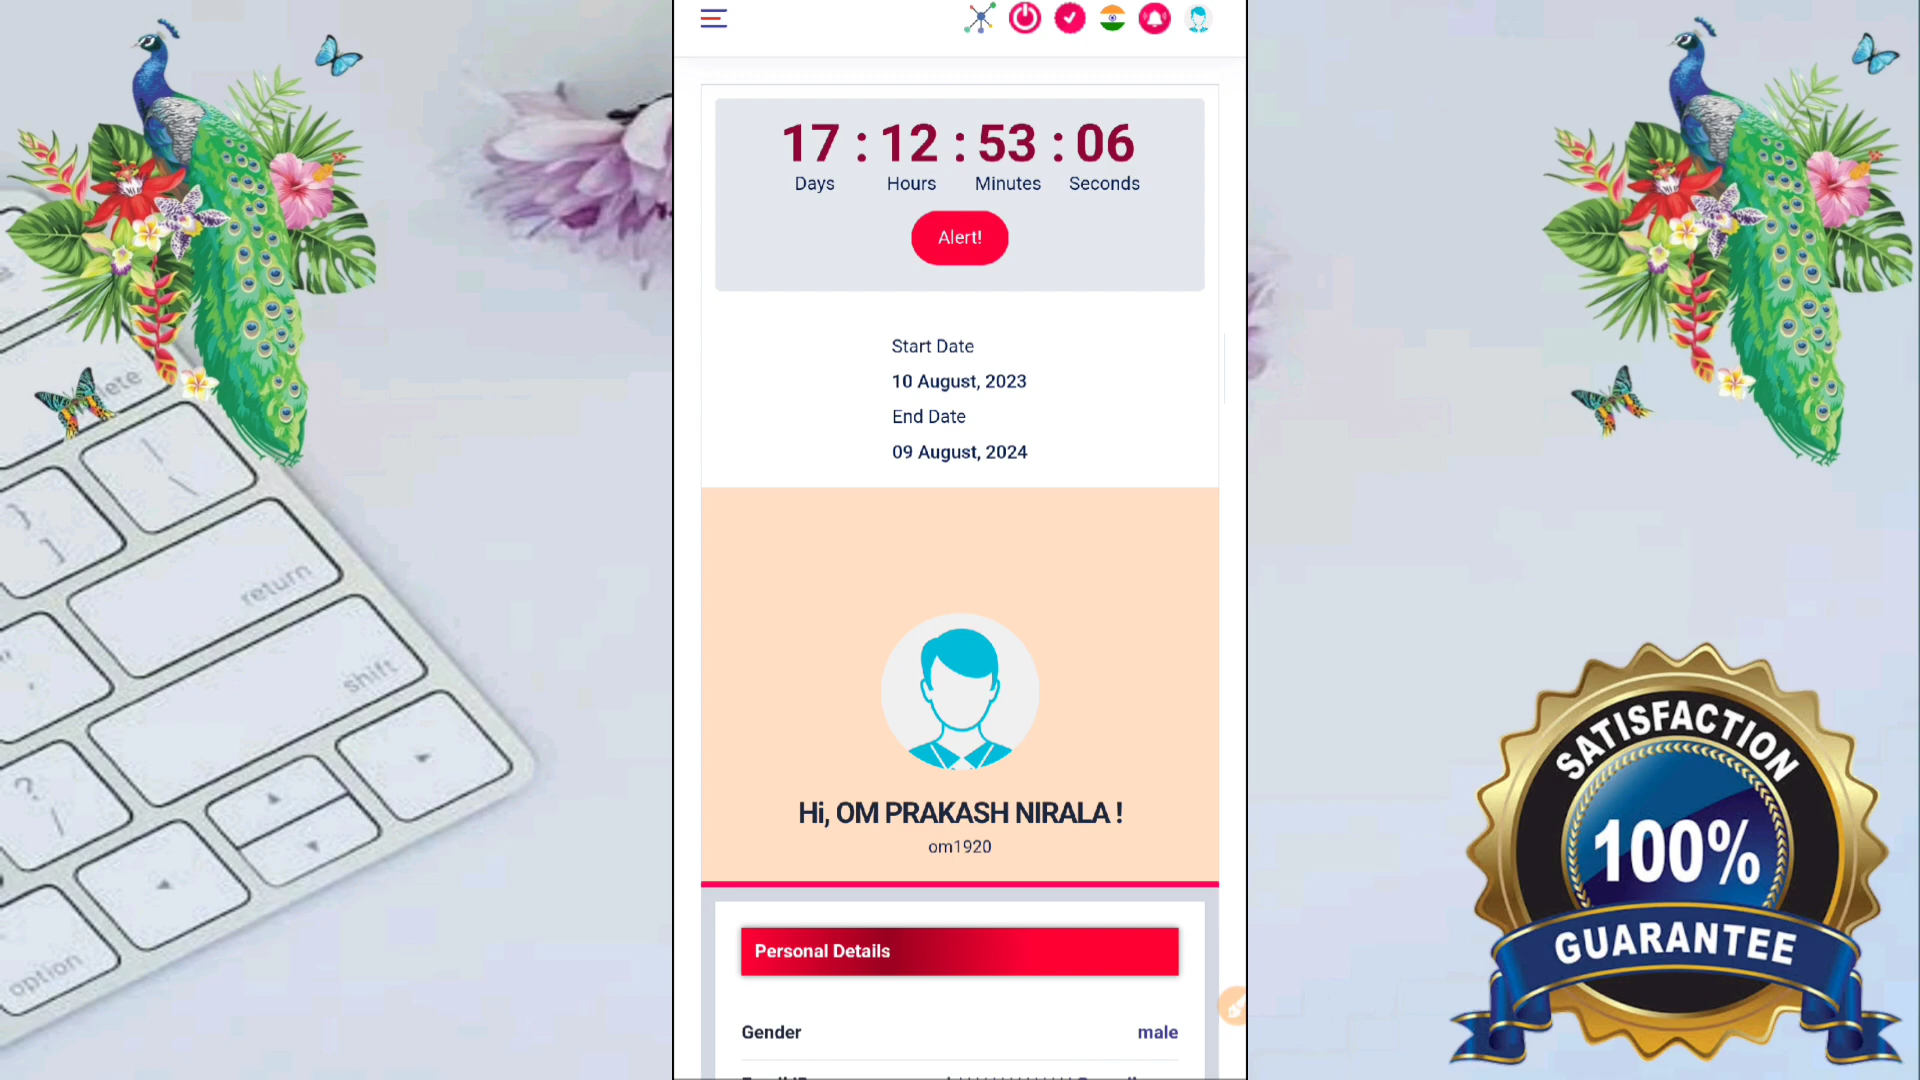 17 : 12 : 53 : 06
Days Hours Minutes Seconds
Alert!
Start Date
10 August, 2023
End Date
09 August, 2024
Hi, OM PRAKASH NIRALA !
om1920
Personal Details
Gender male
delete
return
shift
option
SATISFACTION
100%
GUARANTEE